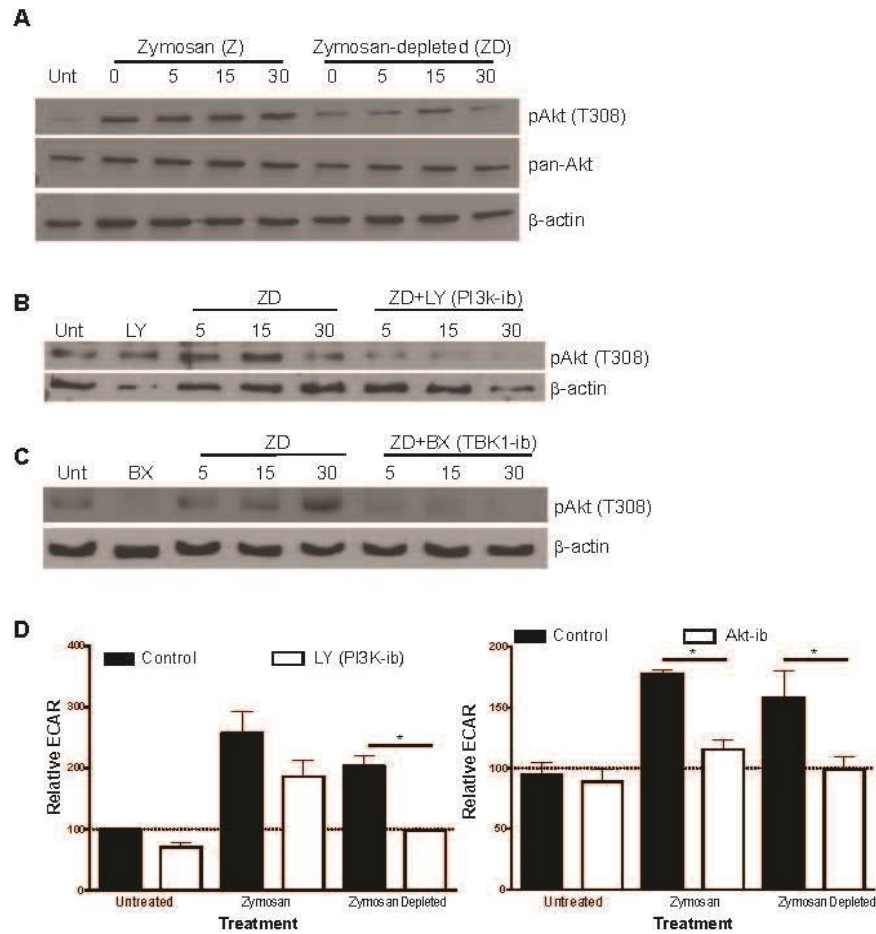 A
Zymosan (Z) Zymosan-depleted (ZD)
Unt 0 5 15 30 0 5 15 30
pAkt (T308)
pan-Akt
β-actin
B
ZD ZD+LY (PI3k-ib)
Unt LY 5 15 30 5 15 30
pAkt (T308)
β-actin
C
ZD ZD+BX (TBK1-ib)
Unt BX 5 15 30 5 15 30
pAkt (T308)
β-actin
D
400
300
200
100
0
Relative ECAR
Control LY (PI3K-ib)
*
Untreated Zymosan Zymosan Depleted
Treatment
200
150
100
50
0
Relative ECAR
Control Akt-ib
* *
Untreated Zymosan Zymosan Depleted
Treatment